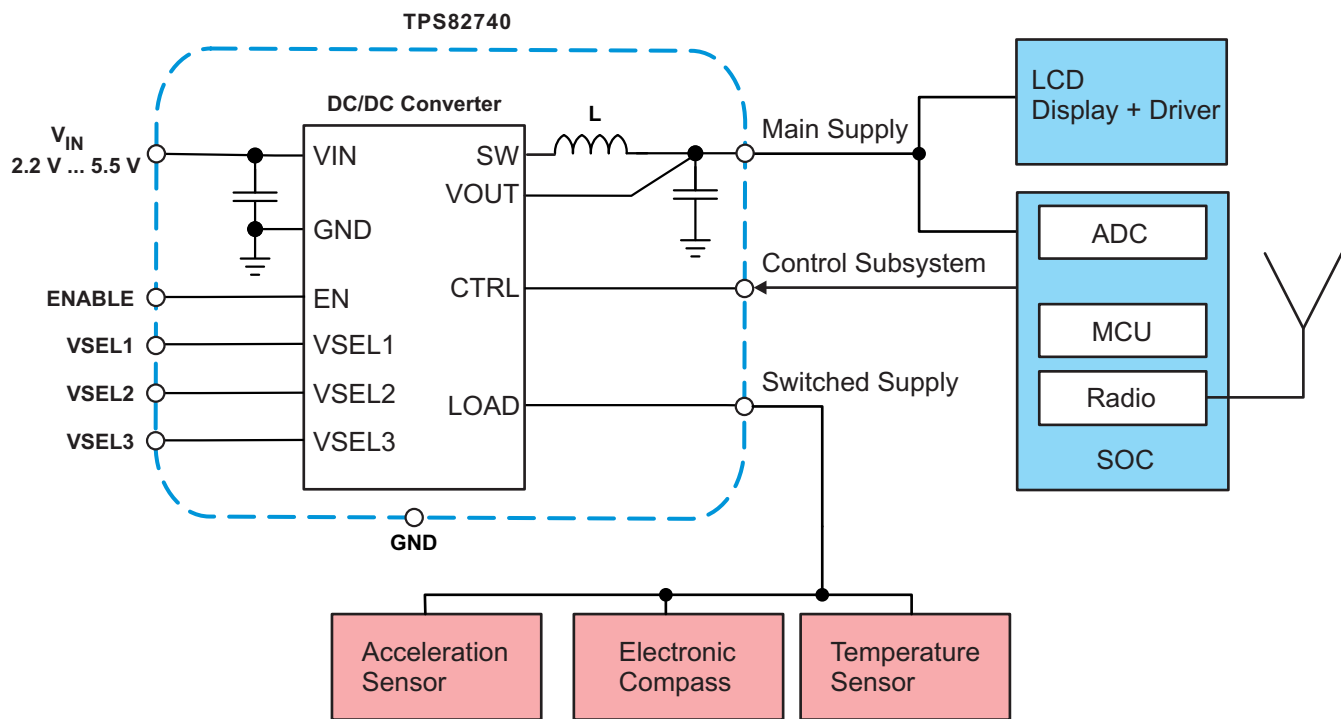 TPS82740
DC/DC Converter
L
V_IN
2.2 V ... 5.5 V
VIN
SW
VOUT
GND
EN
CTRL
VSEL1
VSEL2
VSEL3
LOAD
ENABLE
VSEL1
VSEL2
VSEL3
GND
Main Supply
Control Subsystem
Switched Supply
LCD
Display + Driver
ADC
MCU
Radio
SOC
Acceleration
Sensor
Electronic
Compass
Temperature
Sensor